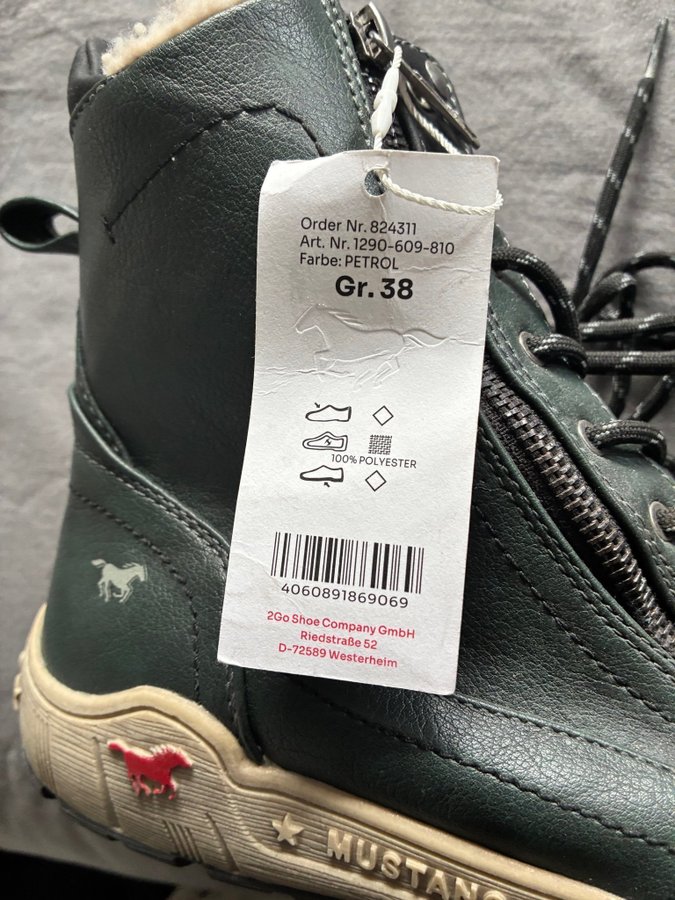 Order Nr. 824311
Art. Nr. 1290-609-810
Farbe: PETROL
Gr. 38
100% POLYESTER
4060891869069
2Go Shoe Company GmbH
Riedstraße 52
D-72589 Westerheim
MUSTANG